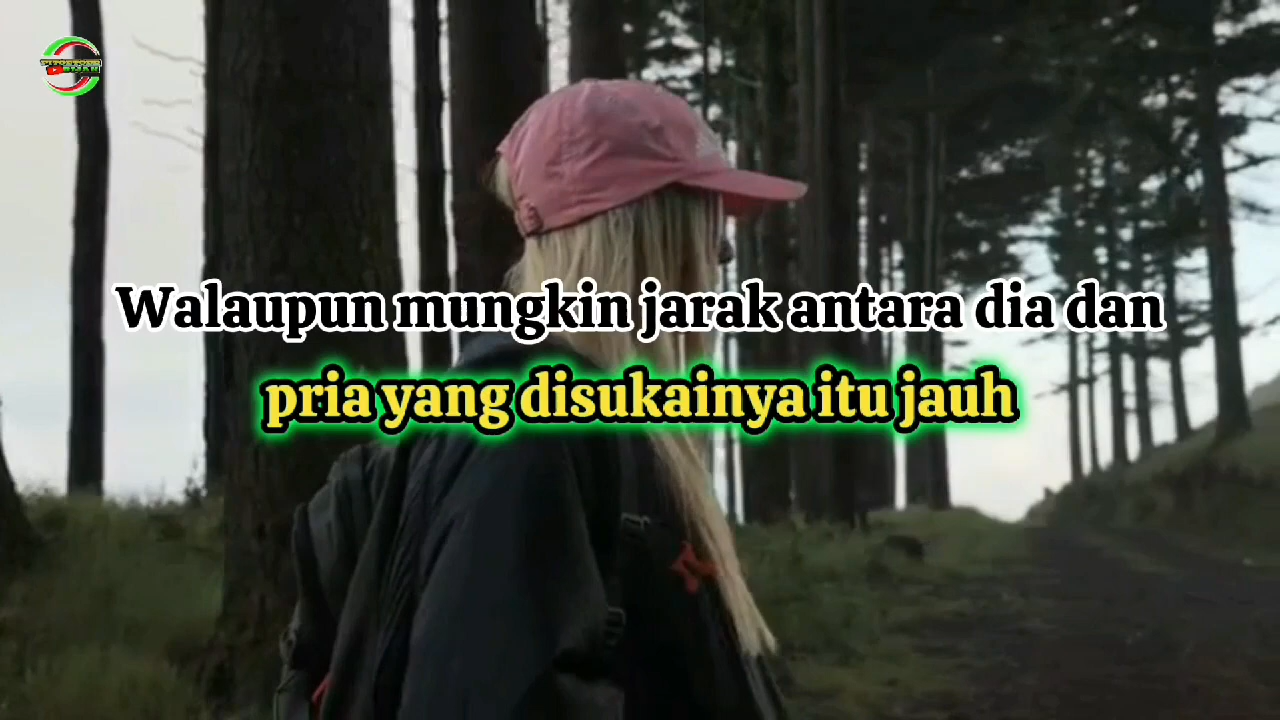 Walaupun mungkin jarak antara dia dan
pria yang disukainya itu jauh